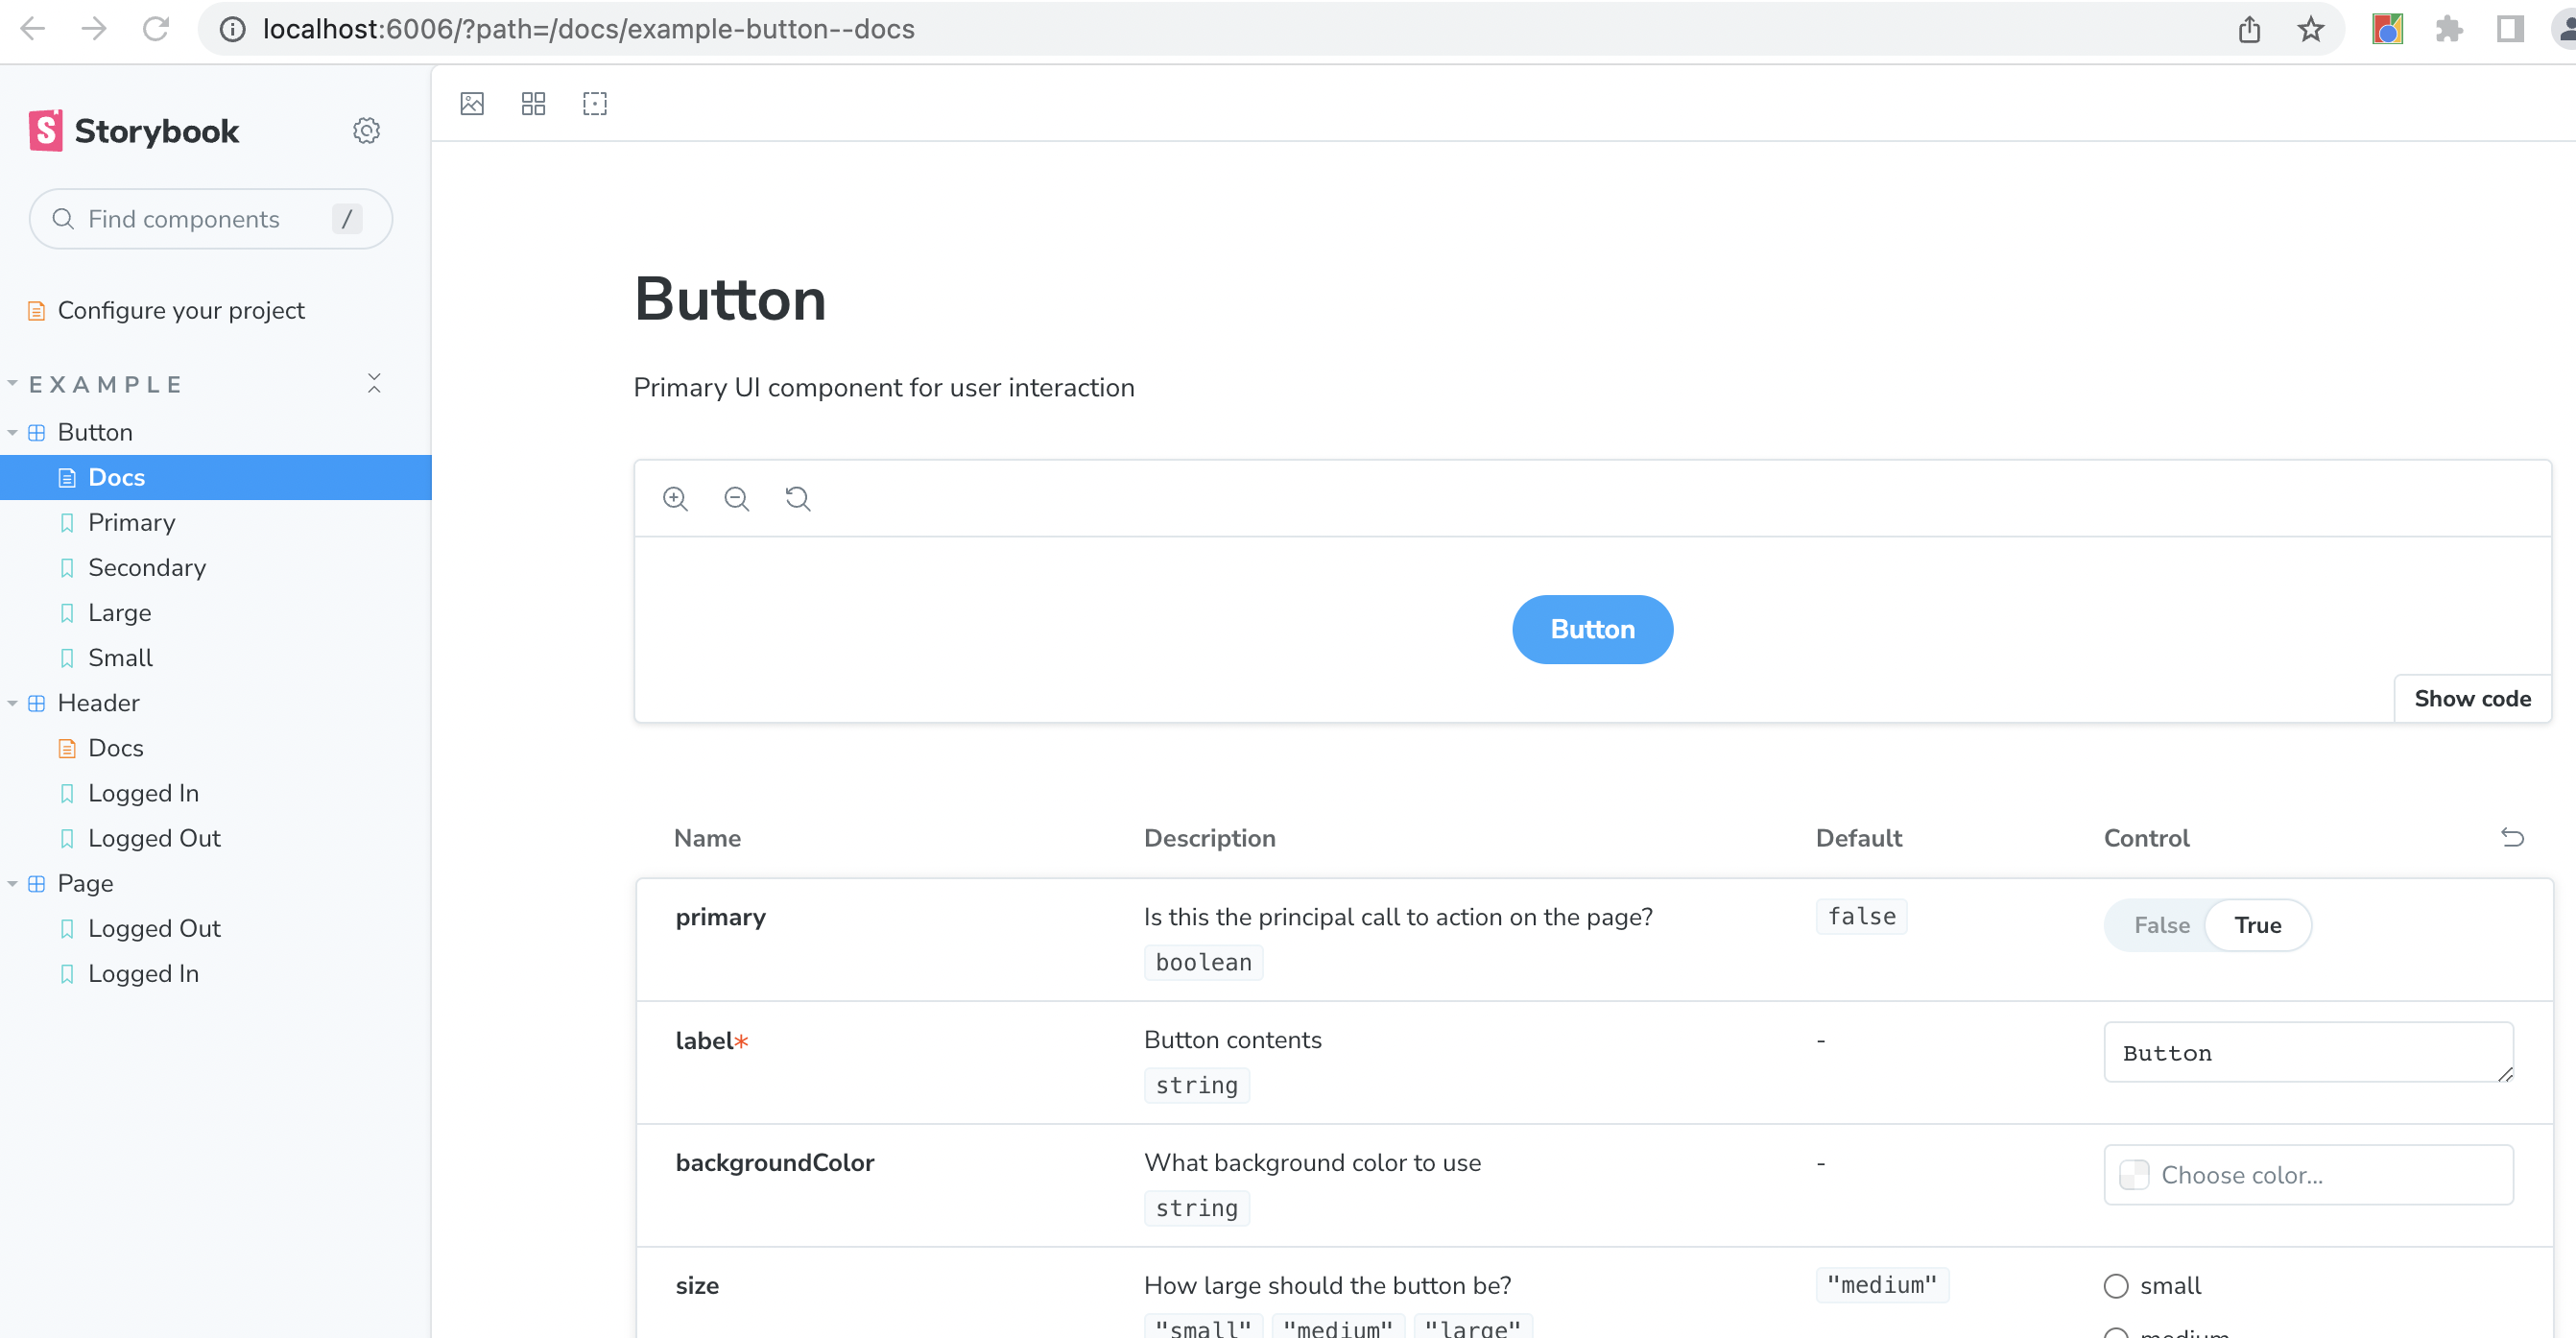 localhost:6006/?path=/docs/example-button--docs
Storybook
Find components /
Configure your project
EXAMPLE
Button
Docs
Primary
Secondary
Large
Small
Header
Docs
Logged In
Logged Out
Page
Logged Out
Logged In
Button
Primary UI component for user interaction
Button
Show code
Name Description Default Control
primary Is this the principal call to action on the page? false False True
boolean
label* Button contents - Button
string
backgroundColor What background color to use - Choose color...
string
size How large should the button be? "medium" small
"small" "medium" "large" medium